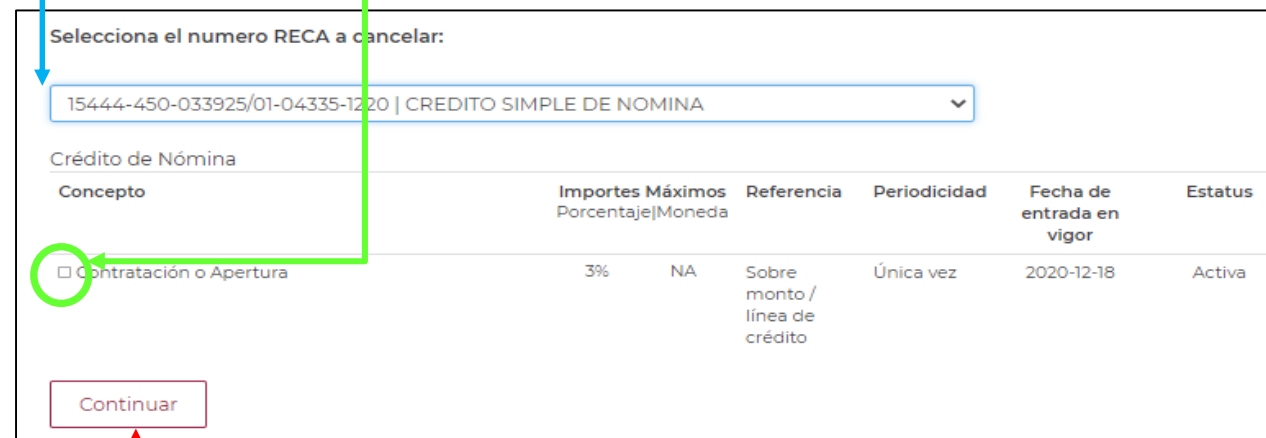 Selecciona el numero RECA a cancelar:
15444-450-033925/01-04335-1220 | CREDITO SIMPLE DE NOMINA
Crédito de Nómina
Concepto Importes Máximos Referencia Periodicidad Fecha de Estatus
Porcentaje|Moneda entrada en
vigor
Contratación o Apertura 3% NA Sobre Única vez 2020-12-18 Activa
monto /
línea de
crédito
Continuar